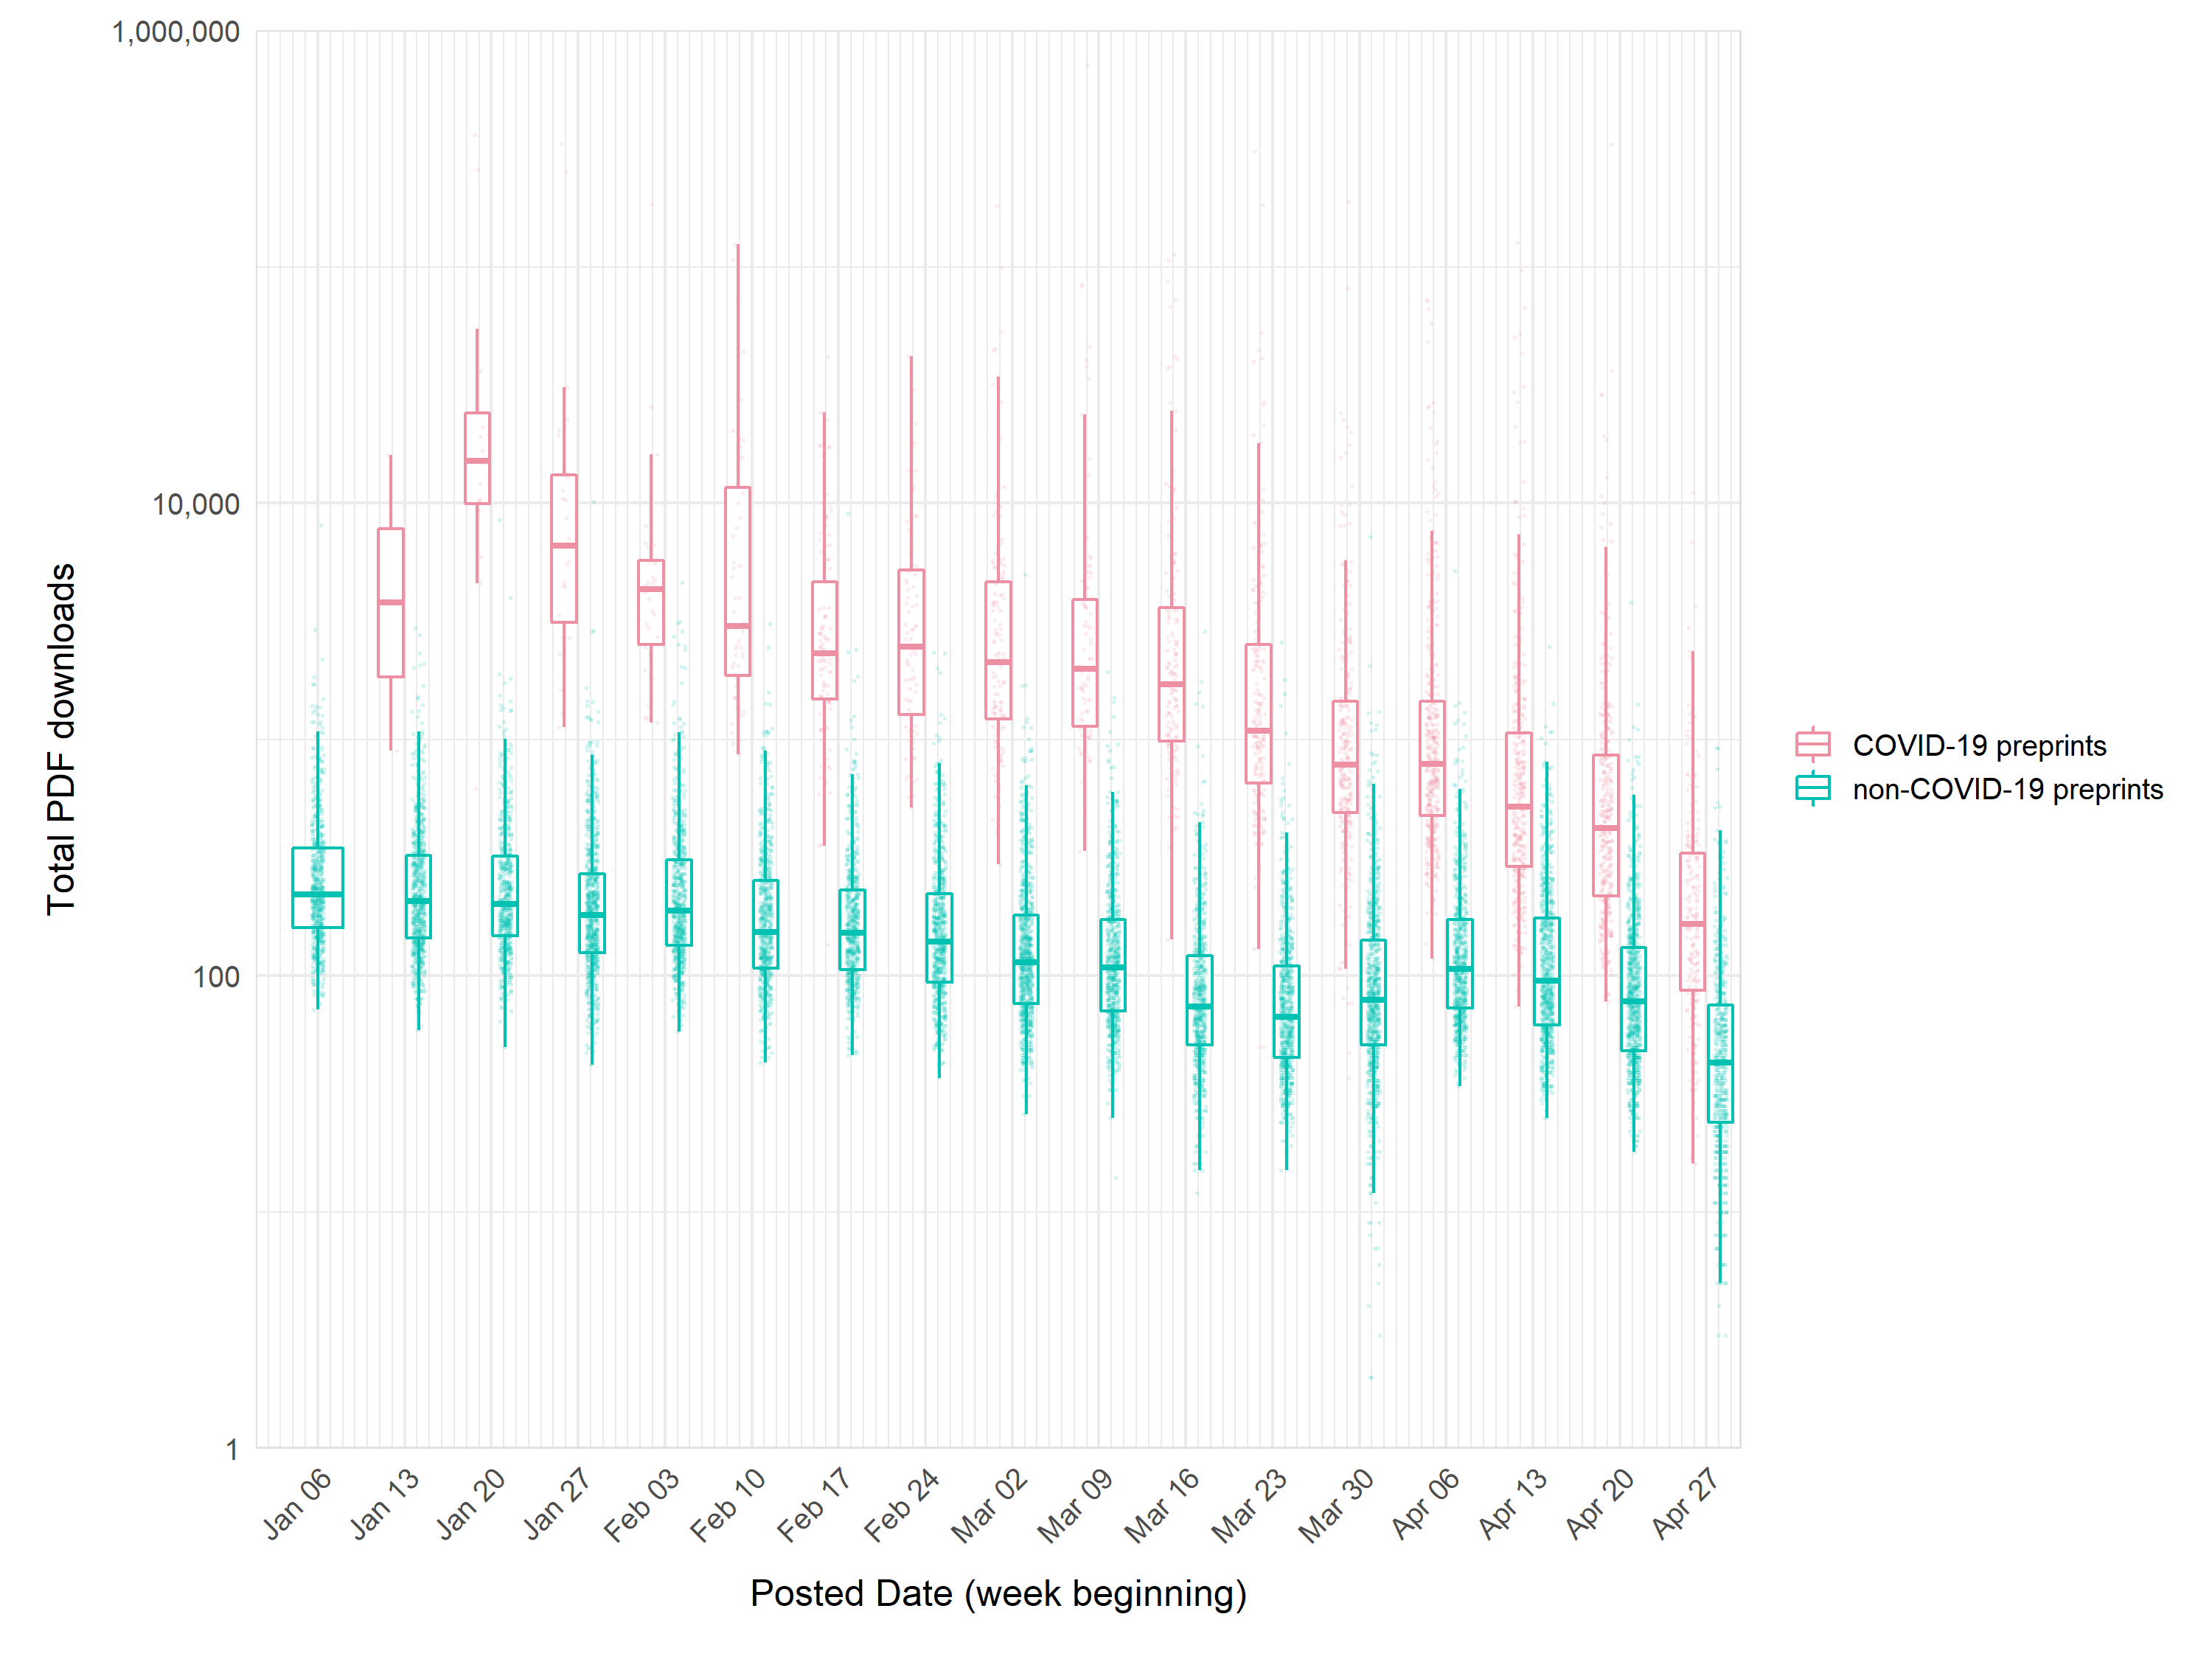 1,000,000
10,000
100
1
Total PDF downloads
Jan 06
Jan 13
Jan 20
Jan 27
Feb 03
Feb 10
Feb 17
Feb 24
Mar 02
Mar 09
Mar 16
Mar 23
Mar 30
Apr 06
Apr 13
Apr 20
Apr 27
Posted Date (week beginning)
COVID-19 preprints
non-COVID-19 preprints